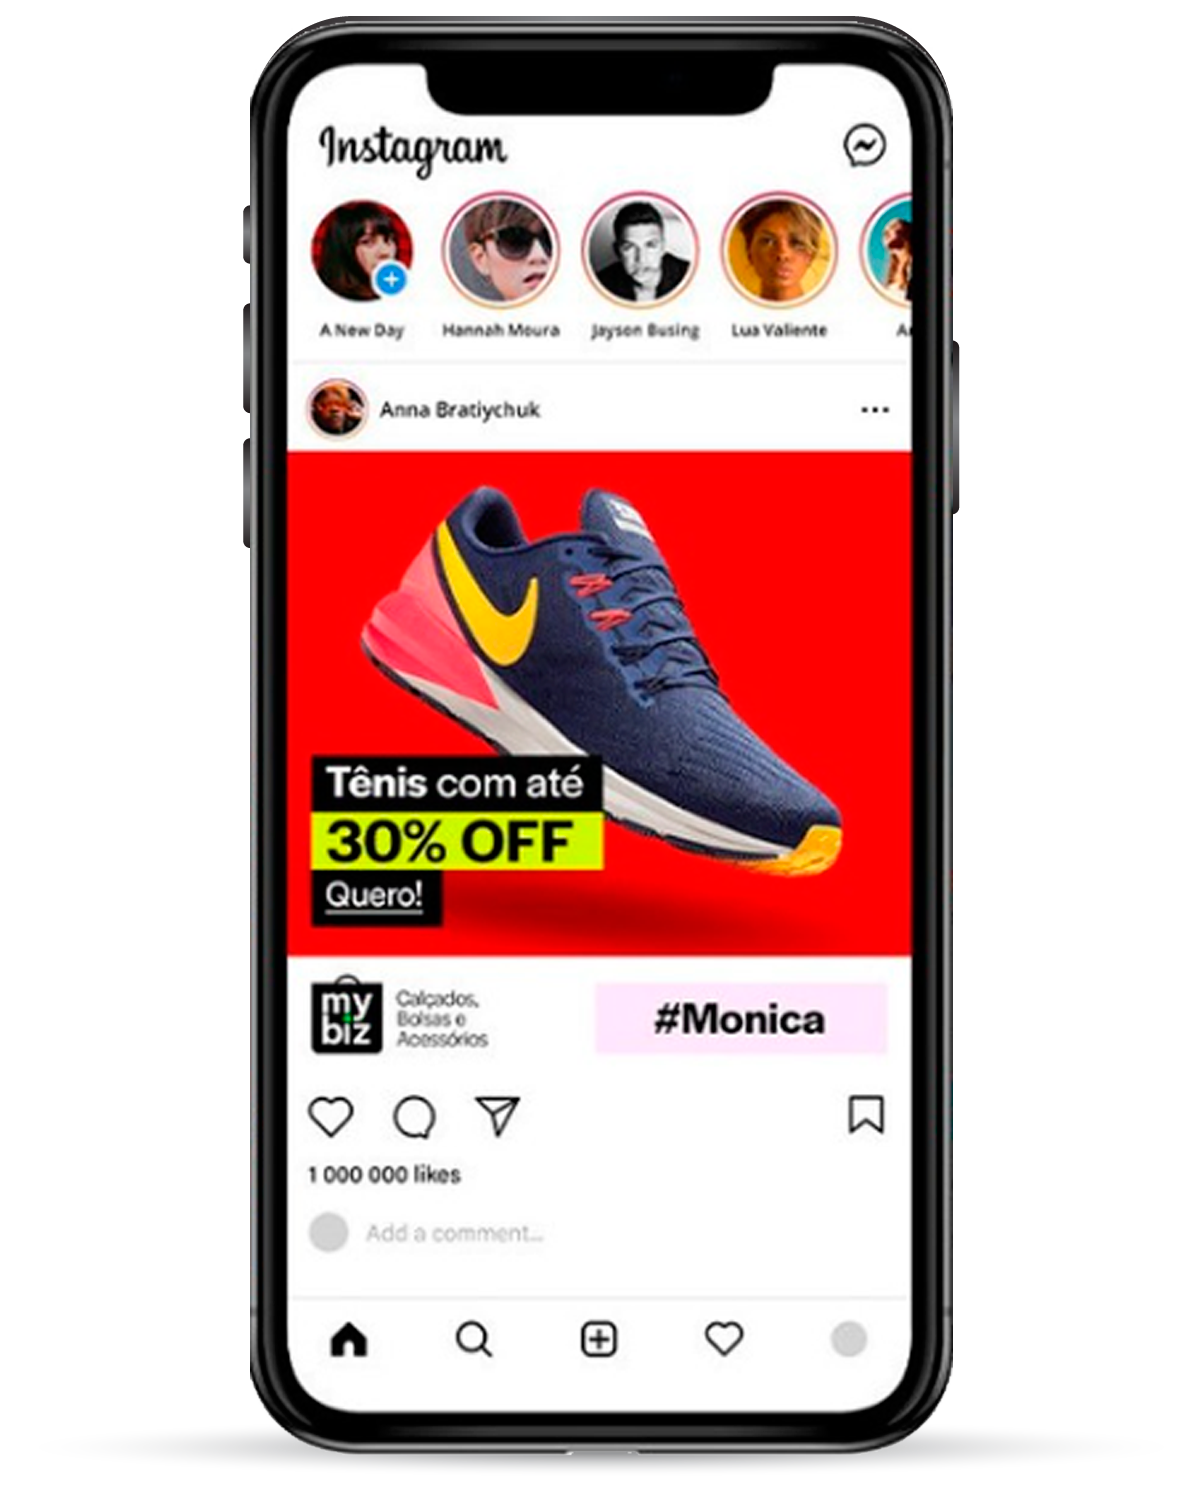 Instagram
A New Day
Hannah Moura
Jayson Busing
Lua Valiente
Anna Bratiychuk
Tênis com até
30% OFF
Quero!
my
biz
Calçados,
Bolsas e
Acessórios
#Monica
1 000 000 likes
Add a comment...